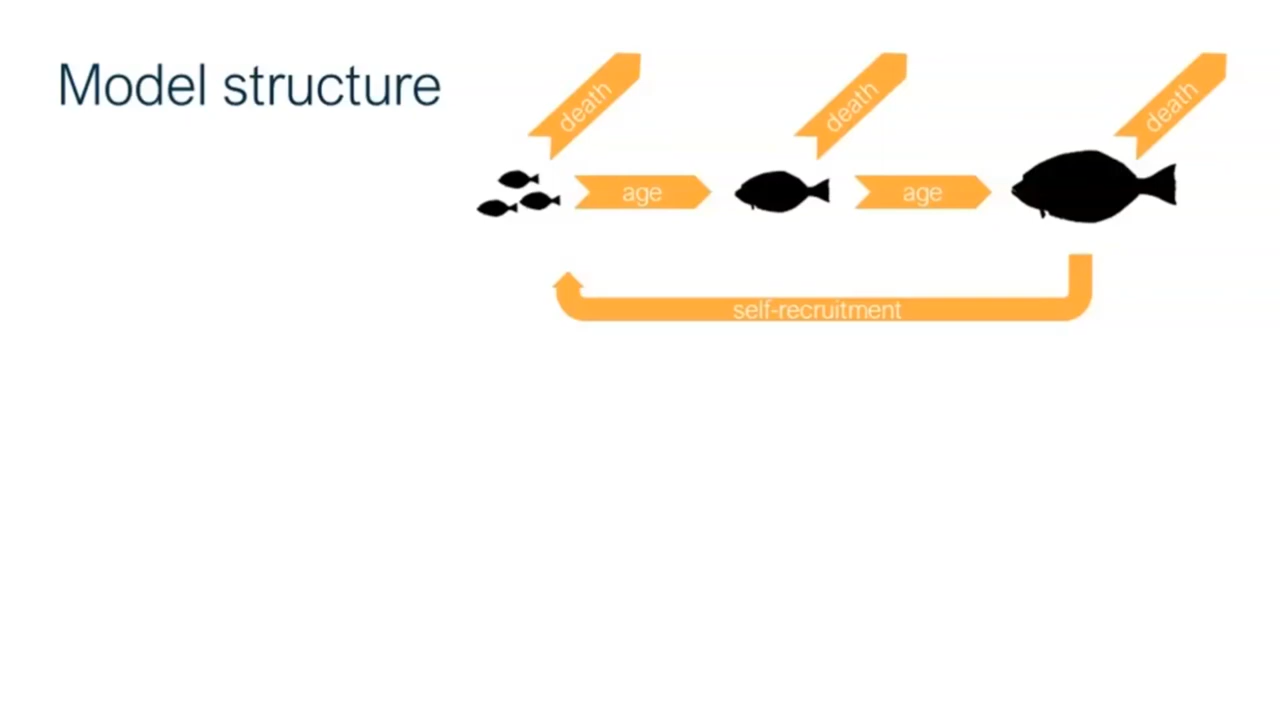 Model structure
death
death
death
age
age
self-recruitment